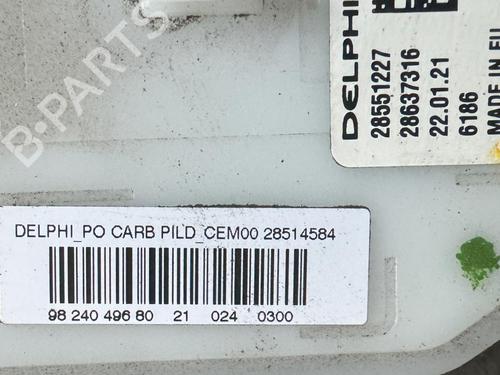 DELPHI
28551227
28637316
22.01.21
6186
MADE IN EU
B-PARTS
DELPHI_PO CARB PILD_CEM00 28514584
98 240 496 80 21 024 0300